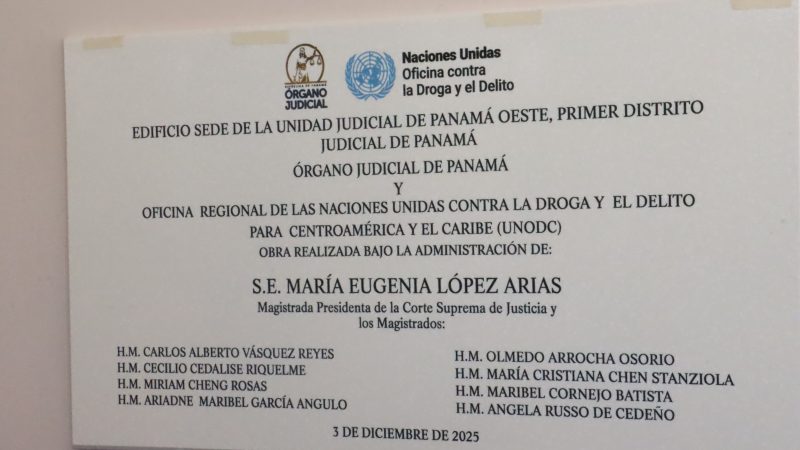 REPÚBLICA DE PANAMÁ
ÓRGANO
JUDICIAL
Naciones Unidas
Oficina contra
la Droga y el Delito
EDIFICIO SEDE DE LA UNIDAD JUDICIAL DE PANAMÁ OESTE, PRIMER DISTRITO
JUDICIAL DE PANAMÁ
ÓRGANO JUDICIAL DE PANAMÁ
Y
OFICINA REGIONAL DE LAS NACIONES UNIDAS CONTRA LA DROGA Y EL DELITO
PARA CENTROAMÉRICA Y EL CARIBE (UNODC)
OBRA REALIZADA BAJO LA ADMINISTRACIÓN DE:
S.E. MARÍA EUGENIA LÓPEZ ARIAS
Magistrada Presidenta de la Corte Suprema de Justicia y
los Magistrados:
H.M. CARLOS ALBERTO VÁSQUEZ REYES
H.M. CECILIO CEDALISE RIQUELME
H.M. MIRIAM CHENG ROSAS
H.M. ARIADNE MARIBEL GARCÍA ANGULO
H.M. OLMEDO ARROCHA OSORIO
H.M. MARÍA CRISTIANA CHEN STANZIOLA
H.M. MARIBEL CORNEJO BATISTA
H.M. ANGELA RUSSO DE CEDEÑO
3 DE DICIEMBRE DE 2025